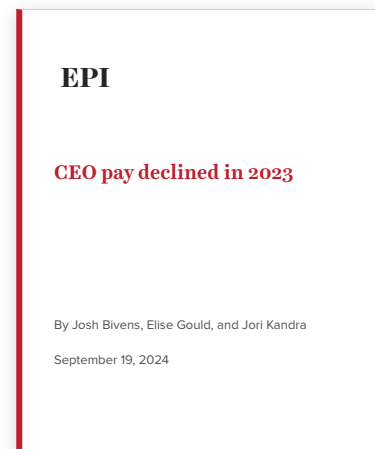 EPI
CEO pay declined in 2023
By Josh Bivens, Elise Gould, and Jori Kandra
September 19, 2024